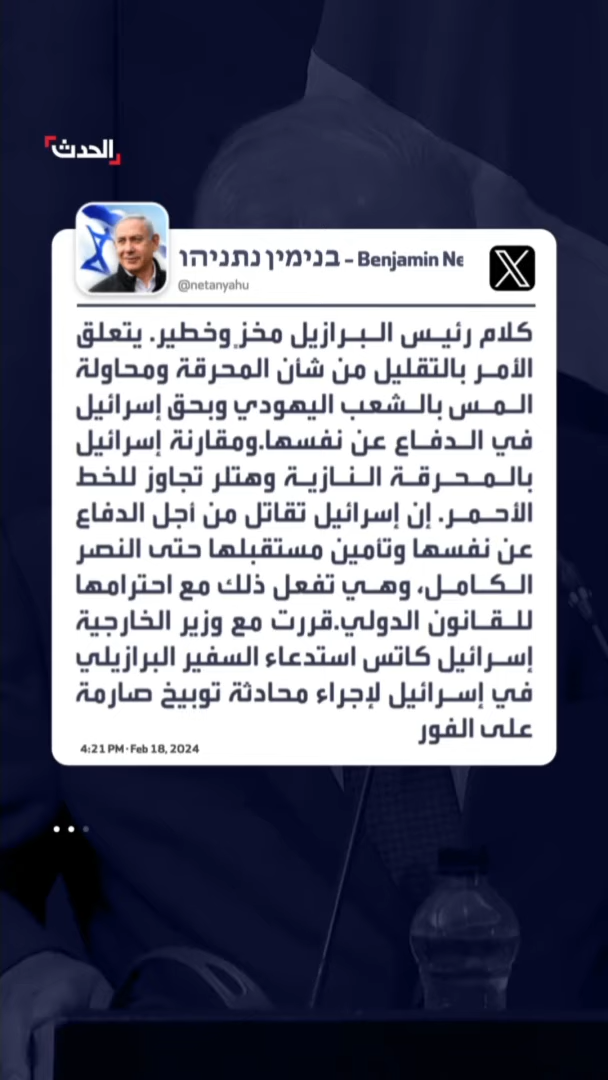 الحدث
בנימין נתניהו - Benjamin Ne
@netanyahu
كلام رئيس البرازيل مخزٍ وخطير. يتعلق
الأمر بالتقليل من شأن المحرقة ومحاولة
المس بالشعب اليهودي وبحق إسرائيل
في الدفاع عن نفسها.ومقارنة إسرائيل
بالمحرقة النازية وهتلر تجاوز للخط
الأحمر. إن إسرائيل تقاتل من أجل الدفاع
عن نفسها وتأمين مستقبلها حتى النصر
الكامل، وهي تفعل ذلك مع احترامها
للقانون الدولي.قررت مع وزير الخارجية
إسرائيل كاتس استدعاء السفير البرازيلي
في إسرائيل لإجراء محادثة توبيخ صارمة
على الفور
4:21 PM · Feb 18, 2024